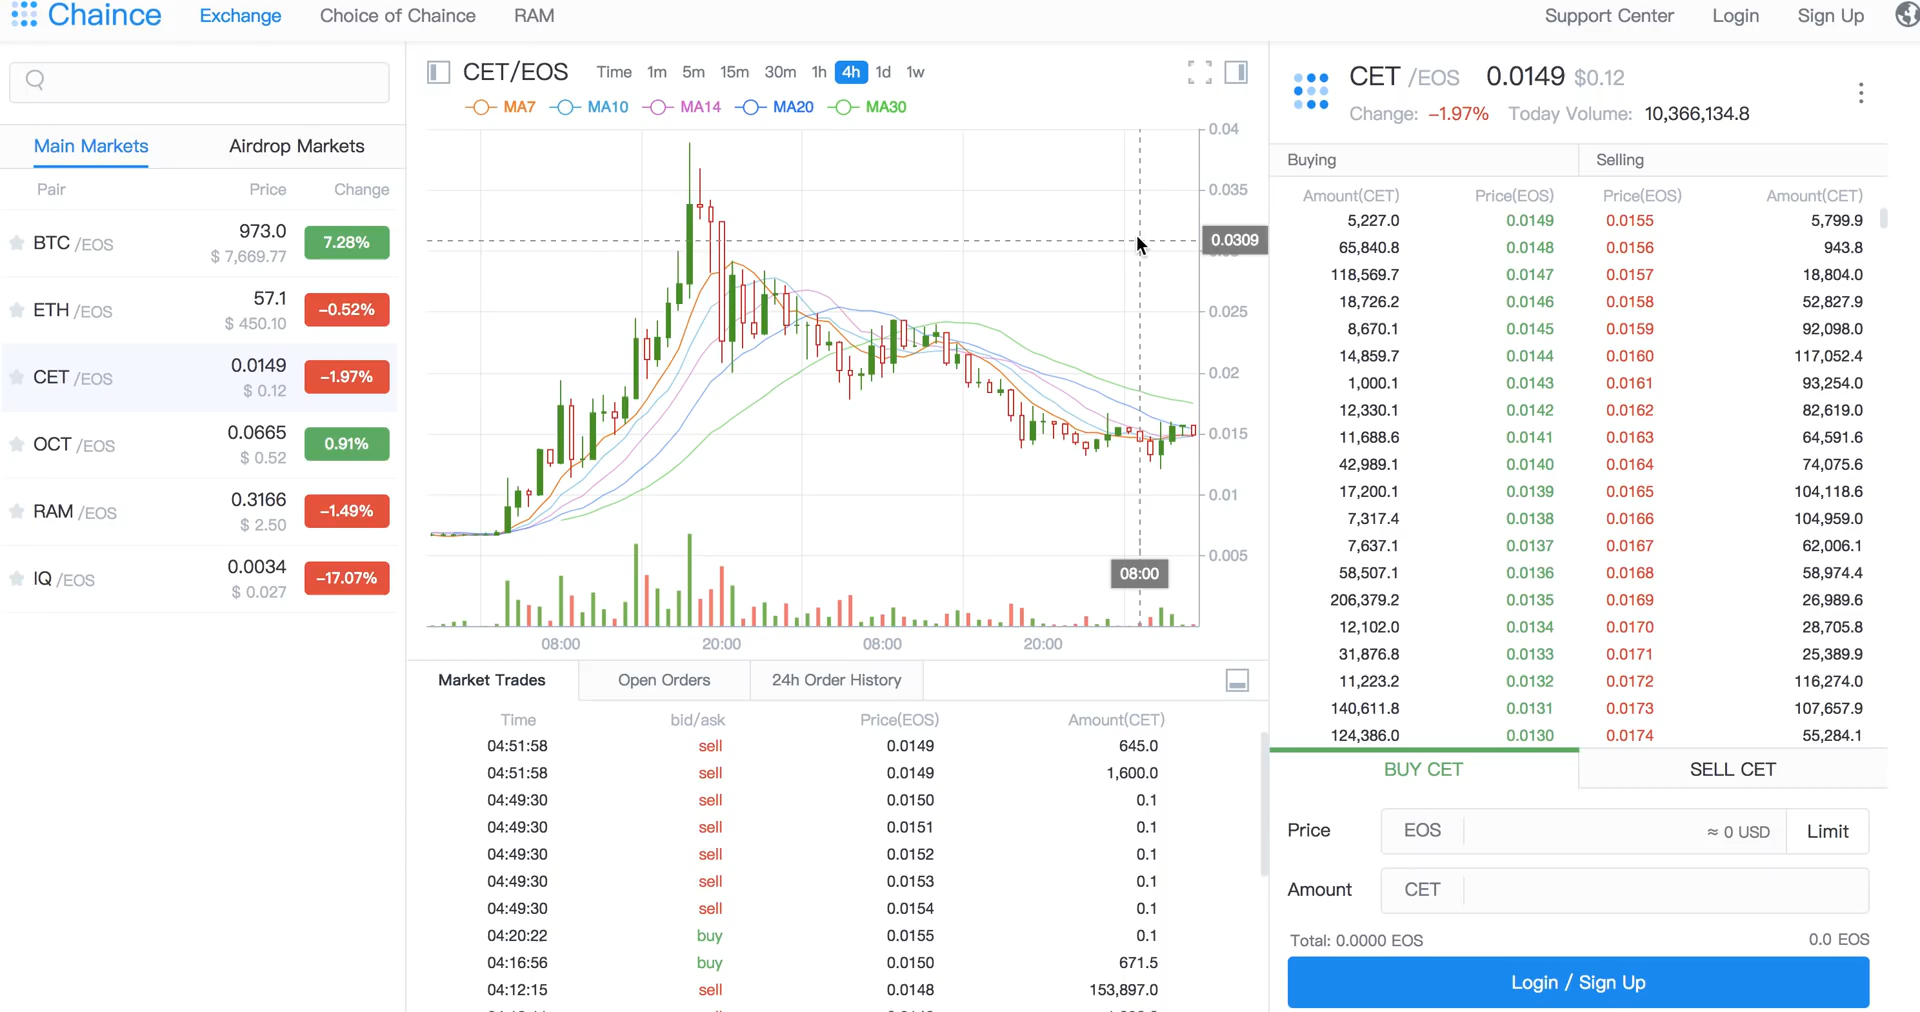 Chaince Exchange Choice of Chaince RAM Support Center Login Sign Up
Main Markets Airdrop Markets
Pair Price Change
BTC /EOS 973.0 7.28%
$ 7,669.77
ETH /EOS 57.1 −0.52%
$ 450.10
CET /EOS 0.0149 −1.97%
$ 0.12
OCT /EOS 0.0665 0.91%
$ 0.52
RAM /EOS 0.3166 −1.49%
$ 2.50
IQ /EOS 0.0034 −17.07%
$ 0.027
CET/EOS Time 1m 5m 15m 30m 1h 4h 1d 1w
MA7 MA10 MA14 MA20 MA30
0.04
0.035
0.0309
0.025
0.02
0.015
0.01
0.005
08:00
08:00 20:00 08:00 20:00
Market Trades Open Orders 24h Order History
Time bid/ask Price(EOS) Amount(CET)
04:51:58 sell 0.0149 645.0
04:51:58 sell 0.0149 1,600.0
04:49:30 sell 0.0150 0.1
04:49:30 sell 0.0151 0.1
04:49:30 sell 0.0152 0.1
04:49:30 sell 0.0153 0.1
04:49:30 sell 0.0154 0.1
04:20:22 buy 0.0155 0.1
04:16:56 buy 0.0150 671.5
04:12:15 sell 0.0148 153,897.0
CET /EOS 0.0149 $0.12
Change: −1.97% Today Volume: 10,366,134.8
Buying Selling
Amount(CET) Price(EOS) Price(EOS) Amount(CET)
5,227.0 0.0149 0.0155 5,799.9
65,840.8 0.0148 0.0156 943.8
118,569.7 0.0147 0.0157 18,804.0
18,726.2 0.0146 0.0158 52,827.9
8,670.1 0.0145 0.0159 92,098.0
14,859.7 0.0144 0.0160 117,052.4
1,000.1 0.0143 0.0161 93,254.0
12,330.1 0.0142 0.0162 82,619.0
11,688.6 0.0141 0.0163 64,591.6
42,989.1 0.0140 0.0164 74,075.6
17,200.1 0.0139 0.0165 104,118.6
7,317.4 0.0138 0.0166 104,959.0
7,637.1 0.0137 0.0167 62,006.1
58,507.1 0.0136 0.0168 58,974.4
206,379.2 0.0135 0.0169 26,989.6
12,102.0 0.0134 0.0170 28,705.8
31,876.8 0.0133 0.0171 25,389.9
11,223.2 0.0132 0.0172 116,274.0
140,611.8 0.0131 0.0173 107,657.9
124,386.0 0.0130 0.0174 55,284.1
BUY CET SELL CET
Price EOS ≈ 0 USD Limit
Amount CET
Total: 0.0000 EOS 0.0 EOS
Login / Sign Up